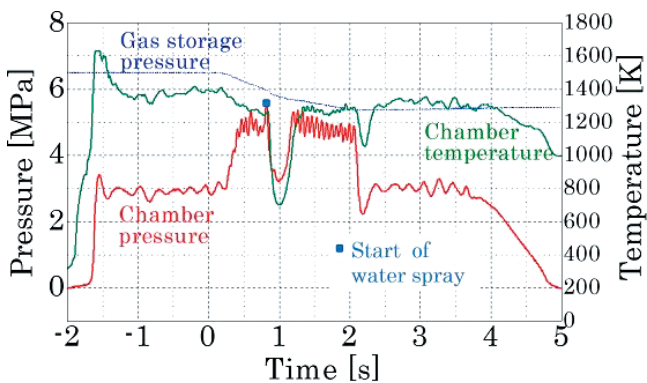 8
6
4
2
0
Pressure [MPa]
Gas storage
pressure
Chamber
temperature
Chamber
pressure
Start of
water spray
1800
1600
1400
1200
1000
800
600
400
200
0
Temperature [K]
-2 -1 0 1 2 3 4 5
Time [s]